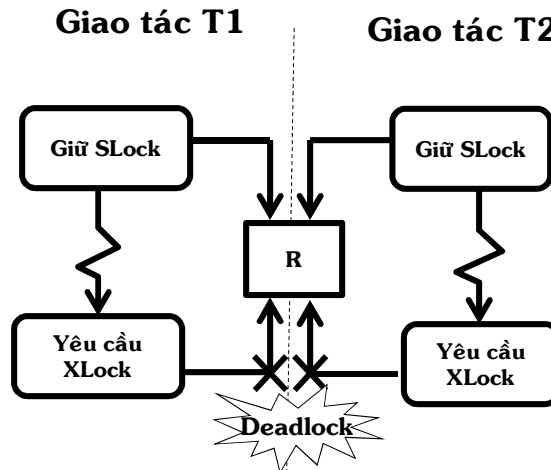 Giao tác T1
Giao tác T2
Giữ SLock
Giữ SLock
R
Yêu cầu
XLock
Yêu cầu
XLock
Deadlock